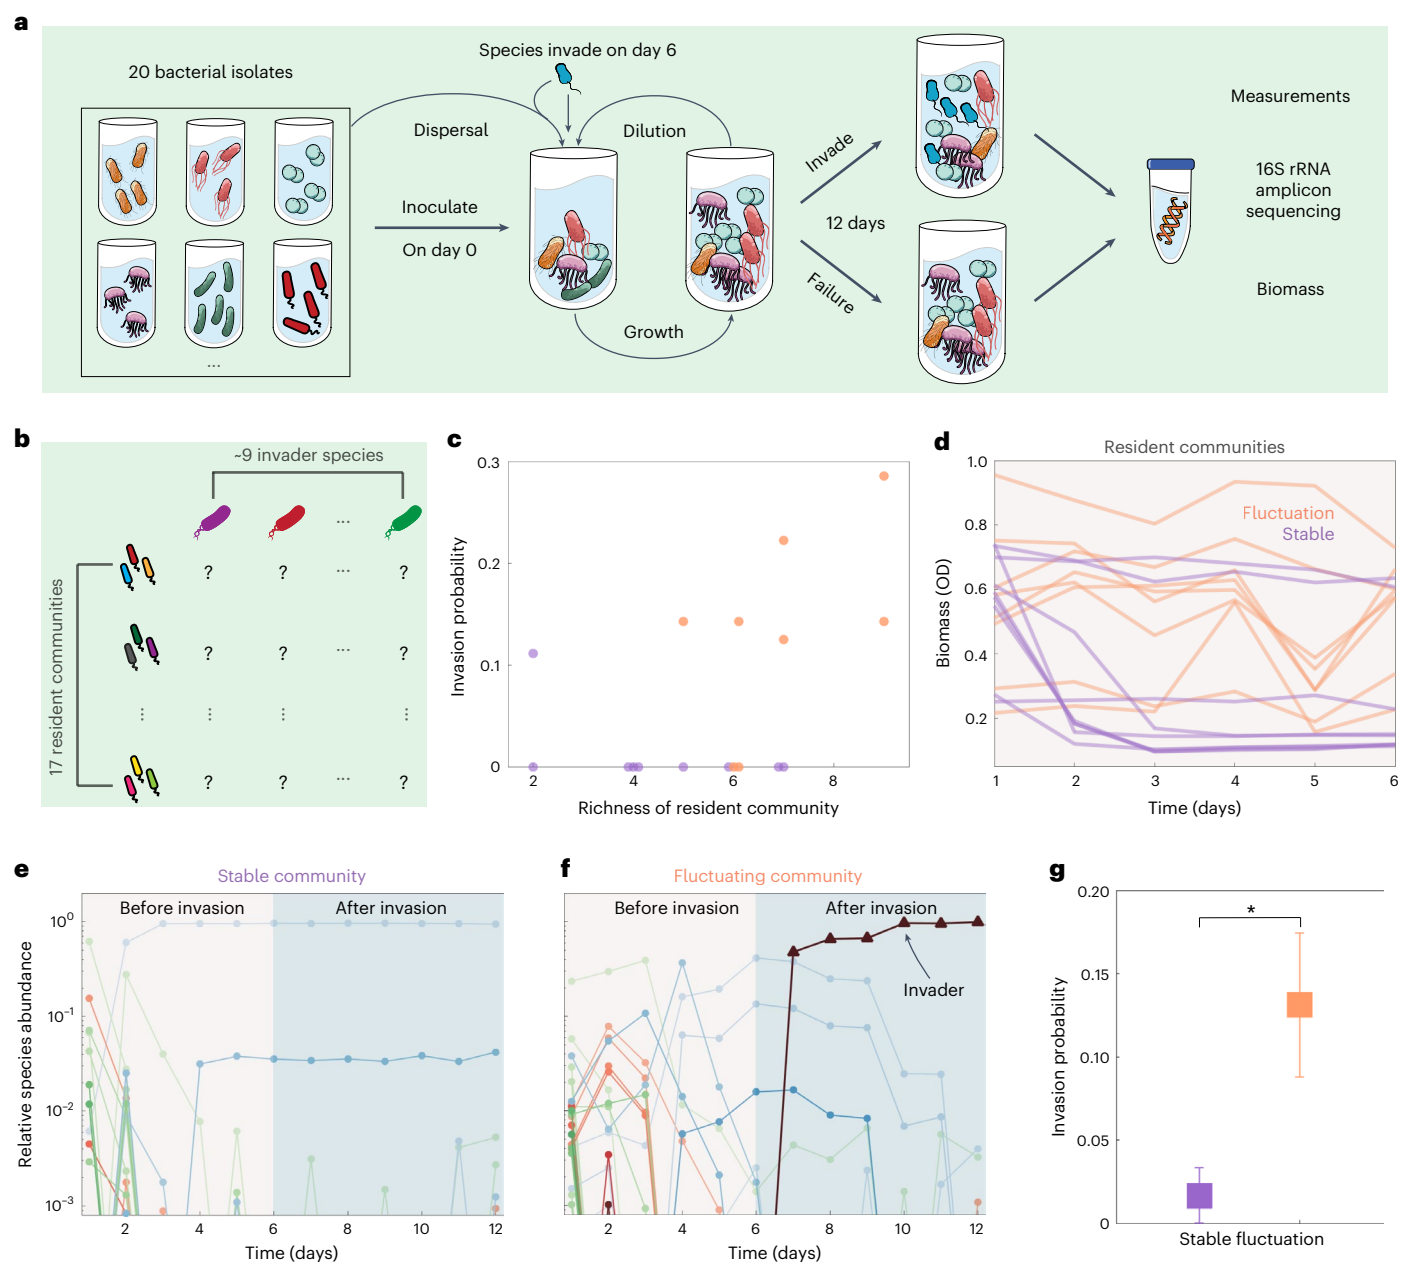 a
20 bacterial isolates
...
Dispersal
Inoculate
On day 0
Species invade on day 6
Dilution
Growth
Invade
12 days
Failure
Measurements
16S rRNA
amplicon
sequencing
Biomass
b
~9 invader species
17 resident communities
...
? ? ... ?
? ? ... ?
⋮ ⋮ ⋮ ⋮
? ? ... ?
c
Invasion probability
0.3
0.2
0.1
0
2 4 6 8
Richness of resident community
d
Resident communities
Fluctuation
Stable
Biomass (OD)
1.0
0.8
0.6
0.4
0.2
1 2 3 4 5 6
Time (days)
e
Stable community
Before invasion After invasion
Relative species abundance
10⁰
10⁻¹
10⁻²
10⁻³
2 4 6 8 10 12
Time (days)
f
Fluctuating community
Before invasion After invasion
Invader
2 4 6 8 10 12
Time (days)
g
Invasion probability
0.20
0.15
0.10
0.05
0
*
Stable fluctuation